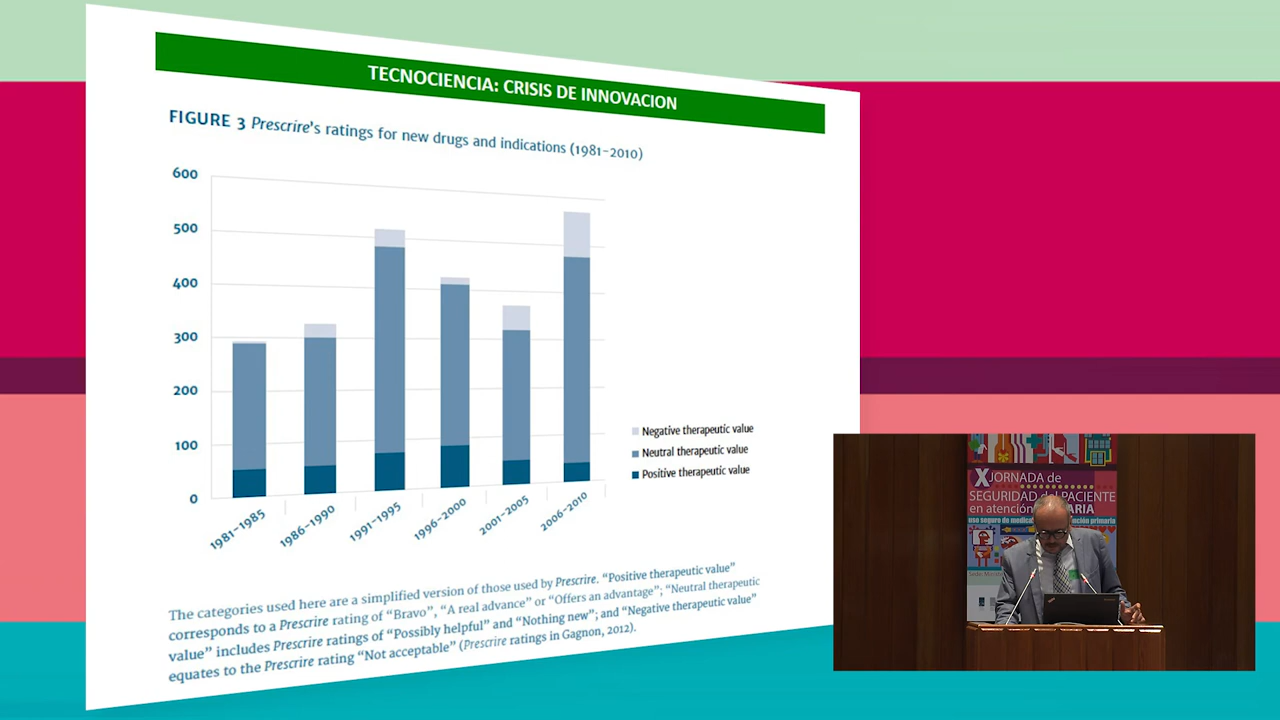 TECNOCIENCIA: CRISIS DE INNOVACION
FIGURE 3 Prescrire's ratings for new drugs and indications (1981–2010)
600
500
400
300
200
100
0
1981–1985
1986–1990
1991–1995
1996–2000
2001–2005
2006–2010
Negative therapeutic value
Neutral therapeutic value
Positive therapeutic value
The categories used here are a simplified version of those used by Prescrire. “Positive therapeutic value”
corresponds to a Prescrire rating of “Bravo”, “A real advance” or “Offers an advantage”; “Neutral therapeutic
value” includes Prescrire ratings of “Possibly helpful” and “Nothing new”; and “Negative therapeutic value”
equates to the Prescrire rating “Not acceptable” (Prescrire ratings in Gagnon, 2012).
X JORNADA de
SEGURIDAD del PACIENTE
en atención
uso seguro de
primaria